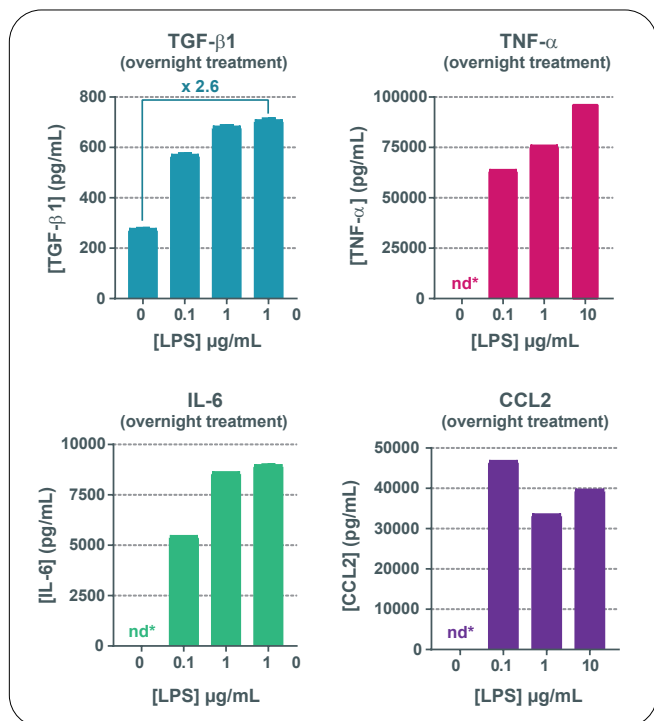 TGF-β1
(overnight treatment)
x 2.6
800
600
400
200
0
[TGF-β1] (pg/mL)
0 0.1 1 1 0
[LPS] µg/mL
TNF-α
(overnight treatment)
100000
75000
50000
25000
0
[TNF-α] (pg/mL)
nd*
0 0.1 1 10
[LPS] µg/mL
IL-6
(overnight treatment)
10000
7500
5000
2500
0
[IL-6] (pg/mL)
nd*
0 0.1 1 1 0
[LPS] µg/mL
CCL2
(overnight treatment)
50000
40000
30000
20000
10000
0
[CCL2] (pg/mL)
nd*
0 0.1 1 10
[LPS] µg/mL